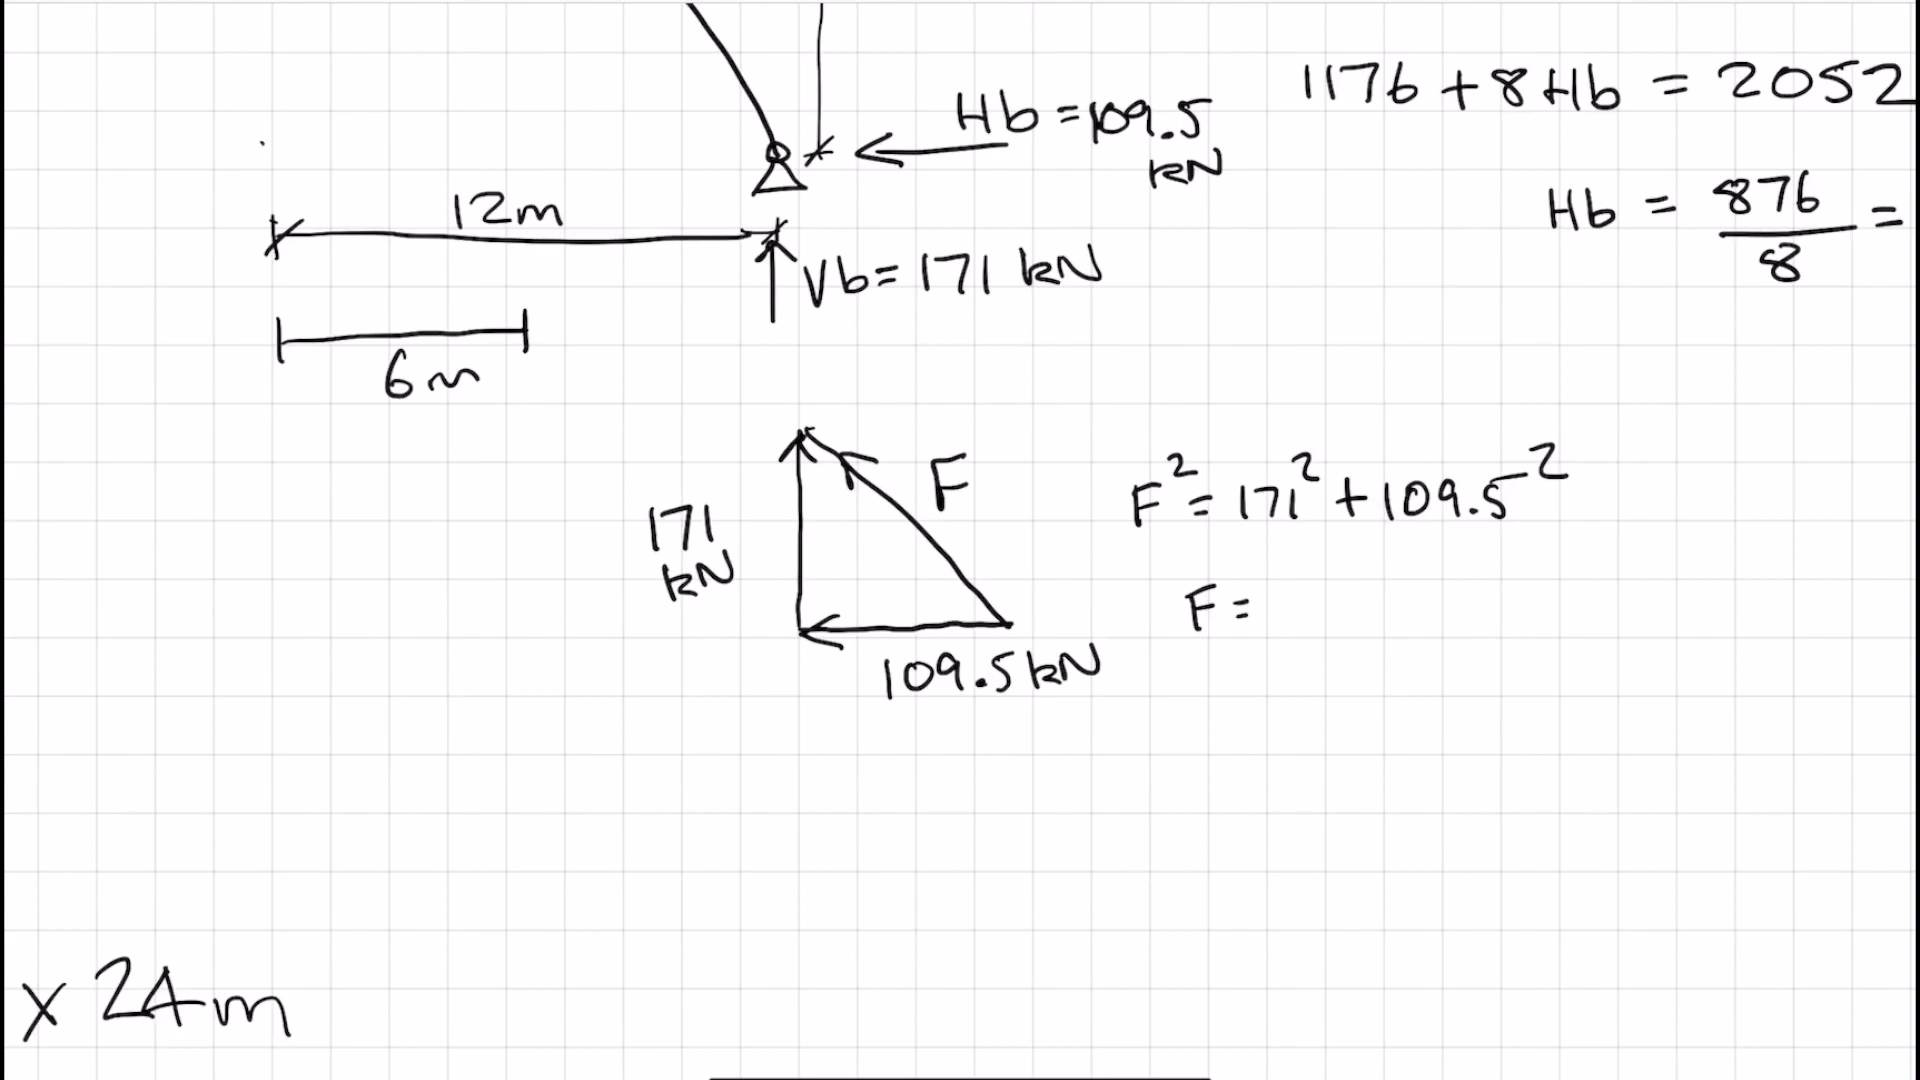 1176 + 8Hb = 2052
Hb = 109.5
kN
Hb = 876
8
=
12m
Vb = 171 kN
6m
F
F² = 171² + 109.5²
171
kN
F =
109.5 kN
x 24m